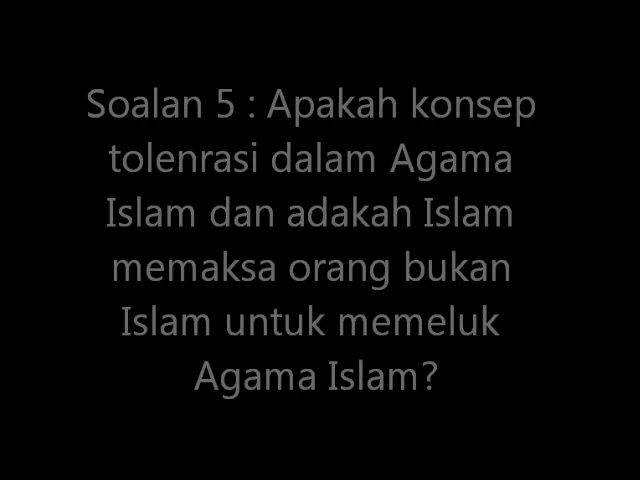 Soalan 5 : Apakah konsep
tolenrasi dalam Agama
Islam dan adakah Islam
memaksa orang bukan
Islam untuk memeluk
Agama Islam?